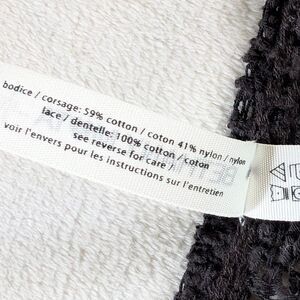 bodice / corsage: 59% cotton / coton 41% nylon / nylon
lace / dentelle: 100% cotton / coton
see reverse for care /
voir l'envers pour les instructions sur l'entretien